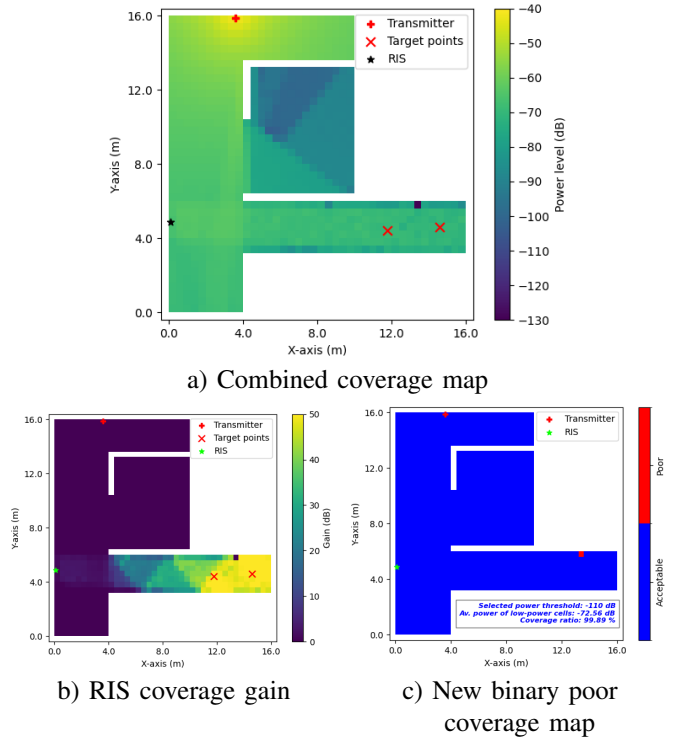 16.0
12.0
8.0
4.0
0.0
Y-axis (m)
0.0 4.0 8.0 12.0 16.0
X-axis (m)
Transmitter
Target points
RIS
−40
−50
−60
−70
−80
−90
−100
−110
−120
−130
Power level (dB)
a) Combined coverage map
16.0
12.0
8.0
4.0
0.0
Y-axis (m)
0.0 4.0 8.0 12.0 16.0
X-axis (m)
Transmitter
Target points
RIS
50
40
30
20
10
0
Gain (dB)
b) RIS coverage gain
16.0
12.0
8.0
4.0
0.0
Y-axis (m)
0.0 4.0 8.0 12.0 16.0
X-axis (m)
Transmitter
RIS
Selected power threshold: -110 dB
Av. power of low-power cells: -72.56 dB
Coverage ratio: 99.89 %
Poor
Acceptable
c) New binary poor
coverage map